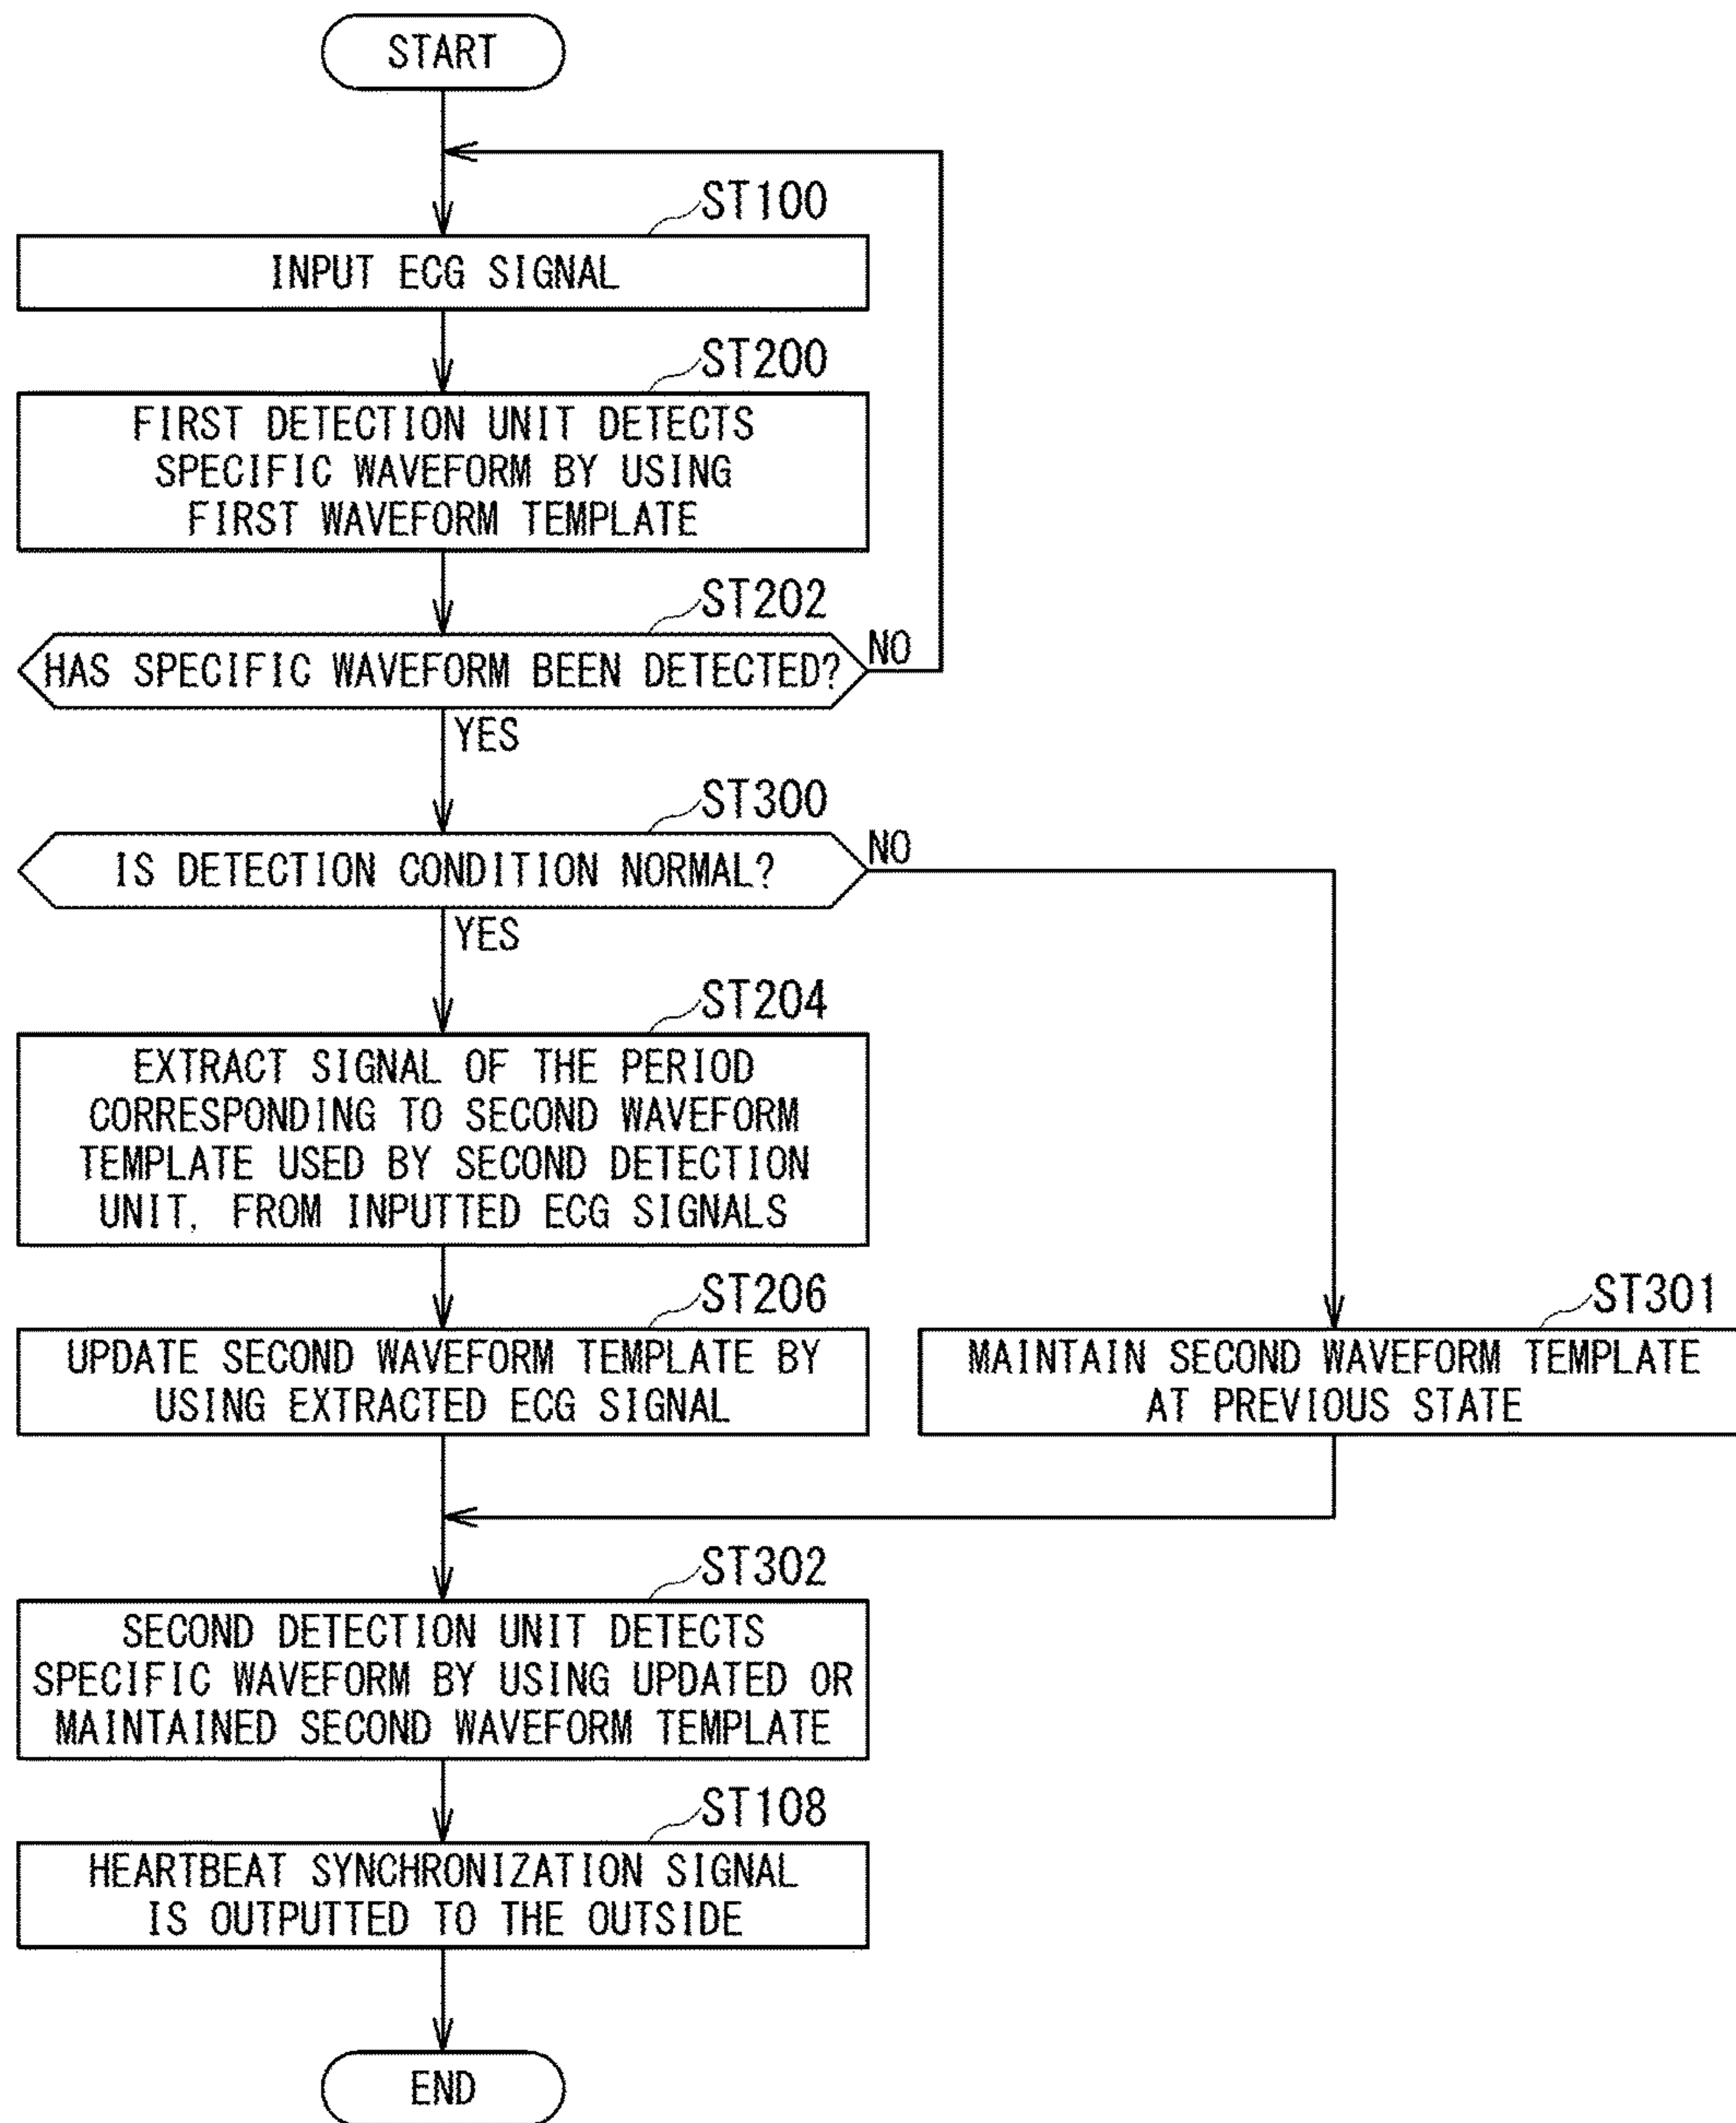 START
ST100
INPUT ECG SIGNAL
ST200
FIRST DETECTION UNIT DETECTS
SPECIFIC WAVEFORM BY USING
FIRST WAVEFORM TEMPLATE
ST202
HAS SPECIFIC WAVEFORM BEEN DETECTED?
NO
YES
ST300
IS DETECTION CONDITION NORMAL?
NO
YES
ST204
EXTRACT SIGNAL OF THE PERIOD
CORRESPONDING TO SECOND WAVEFORM
TEMPLATE USED BY SECOND DETECTION
UNIT, FROM INPUTTED ECG SIGNALS
ST206
UPDATE SECOND WAVEFORM TEMPLATE BY
USING EXTRACTED ECG SIGNAL
ST301
MAINTAIN SECOND WAVEFORM TEMPLATE
AT PREVIOUS STATE
ST302
SECOND DETECTION UNIT DETECTS
SPECIFIC WAVEFORM BY USING UPDATED OR
MAINTAINED SECOND WAVEFORM TEMPLATE
ST108
HEARTBEAT SYNCHRONIZATION SIGNAL
IS OUTPUTTED TO THE OUTSIDE
END